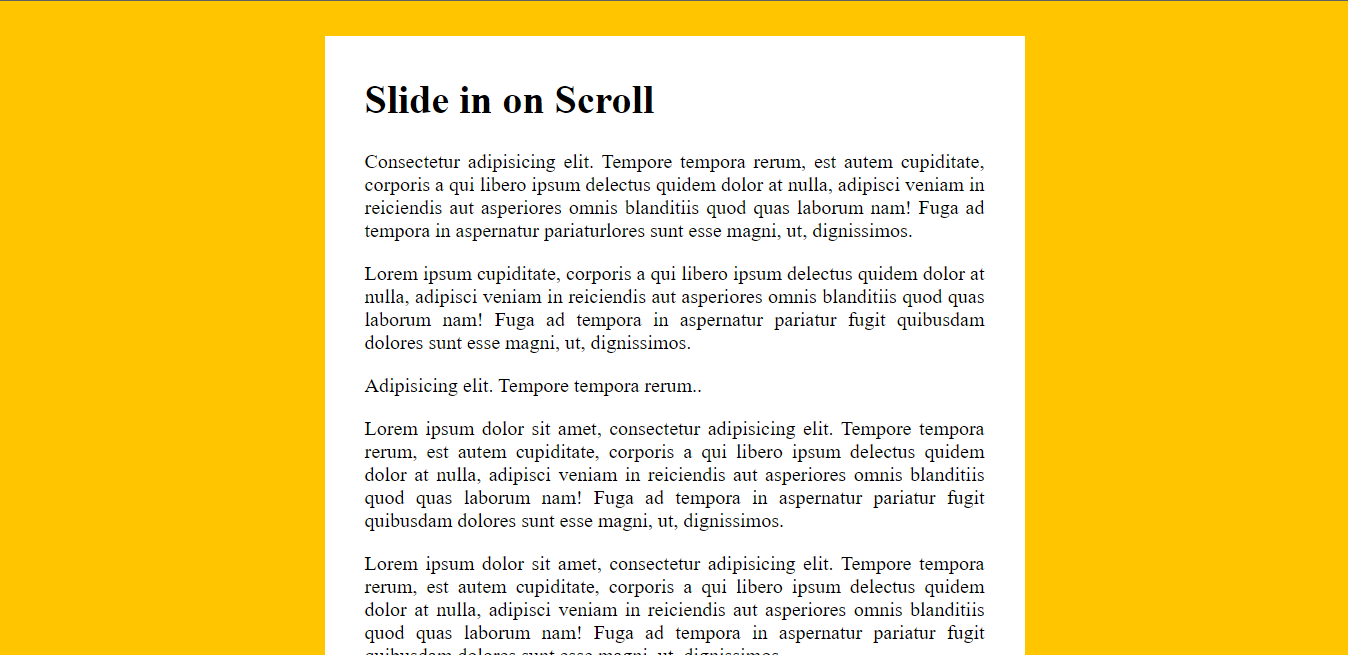 Slide in on Scroll
Consectetur adipisicing elit. Tempore tempora rerum, est autem cupiditate,
corporis a qui libero ipsum delectus quidem dolor at nulla, adipisci veniam in
reiciendis aut asperiores omnis blanditiis quod quas laborum nam! Fuga ad
tempora in aspernatur pariaturlores sunt esse magni, ut, dignissimos.
Lorem ipsum cupiditate, corporis a qui libero ipsum delectus quidem dolor at
nulla, adipisci veniam in reiciendis aut asperiores omnis blanditiis quod quas
laborum nam! Fuga ad tempora in aspernatur pariatur fugit quibusdam
dolores sunt esse magni, ut, dignissimos.
Adipisicing elit. Tempore tempora rerum..
Lorem ipsum dolor sit amet, consectetur adipisicing elit. Tempore tempora
rerum, est autem cupiditate, corporis a qui libero ipsum delectus quidem
dolor at nulla, adipisci veniam in reiciendis aut asperiores omnis blanditiis
quod quas laborum nam! Fuga ad tempora in aspernatur pariatur fugit
quibusdam dolores sunt esse magni, ut, dignissimos.
Lorem ipsum dolor sit amet, consectetur adipisicing elit. Tempore tempora
rerum, est autem cupiditate, corporis a qui libero ipsum delectus quidem
dolor at nulla, adipisci veniam in reiciendis aut asperiores omnis blanditiis
quod quas laborum nam! Fuga ad tempora in aspernatur pariatur fugit
quibusdam dolores sunt esse magni, ut, dignissimos.